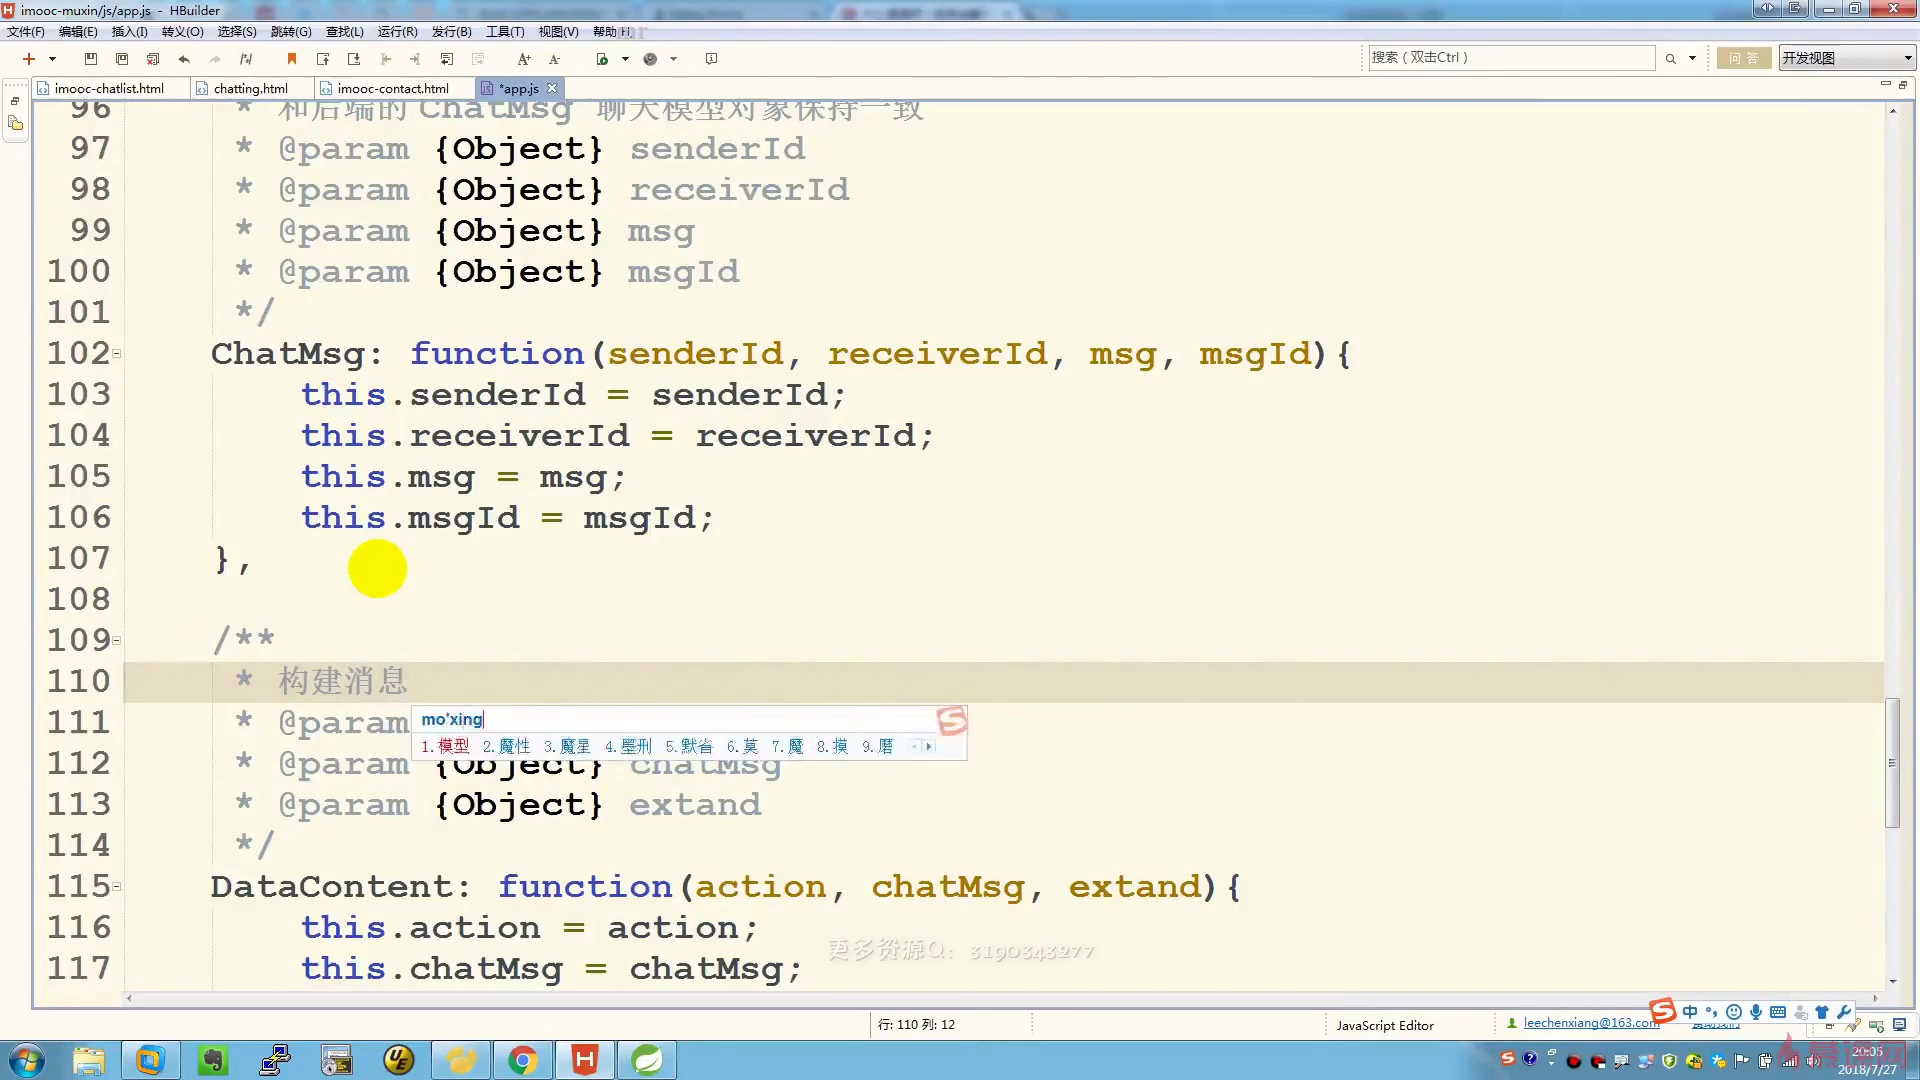 imooc-muxin/js/app.js - HBuilder
文件(F) 编辑(E) 插入(I) 转义(O) 选择(S) 跳转(G) 查找(L) 运行(R) 发行(B) 工具(T) 视图(V) 帮助
搜索（双击Ctrl） 问答 开发视图
imooc-chatlist.html chatting.html imooc-contact.html *app.js
96 * 和后端的 ChatMsg 聊天模型对象保持一致
97 * @param {Object} senderId
98 * @param {Object} receiverId
99 * @param {Object} msg
100 * @param {Object} msgId
101 */
102 ChatMsg: function(senderId, receiverId, msg, msgId){
103 this.senderId = senderId;
104 this.receiverId = receiverId;
105 this.msg = msg;
106 this.msgId = msgId;
107 },
108
109 /**
110 * 构建消息
111 * @param
mo'xing
1.模型 2.魔性 3.魔星 4.墨刑 5.默省 6.莫 7.魔 8.摸 9.磨
112 * @param {Object} chatMsg
113 * @param {Object} extand
114 */
115 DataContent: function(action, chatMsg, extand){
116 this.action = action;
117 this.chatMsg = chatMsg;
更多资源Q: 3190343277
中
行: 110 列: 12 JavaScript Editor leechenxiang@163.com
20:05
2018/7/27
慕课网